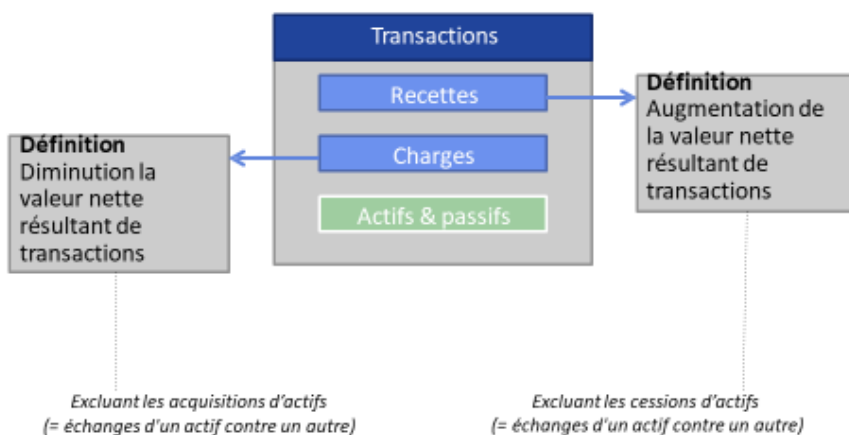 Transactions
Recettes
Charges
Actifs & passifs
Définition
Augmentation de
la valeur nette
résultant de
transactions
Définition
Diminution la
valeur nette
résultant de
transactions
Excluant les acquisitions d'actifs
(= échanges d'un actif contre un autre)
Excluant les cessions d'actifs
(= échanges d'un actif contre un autre)